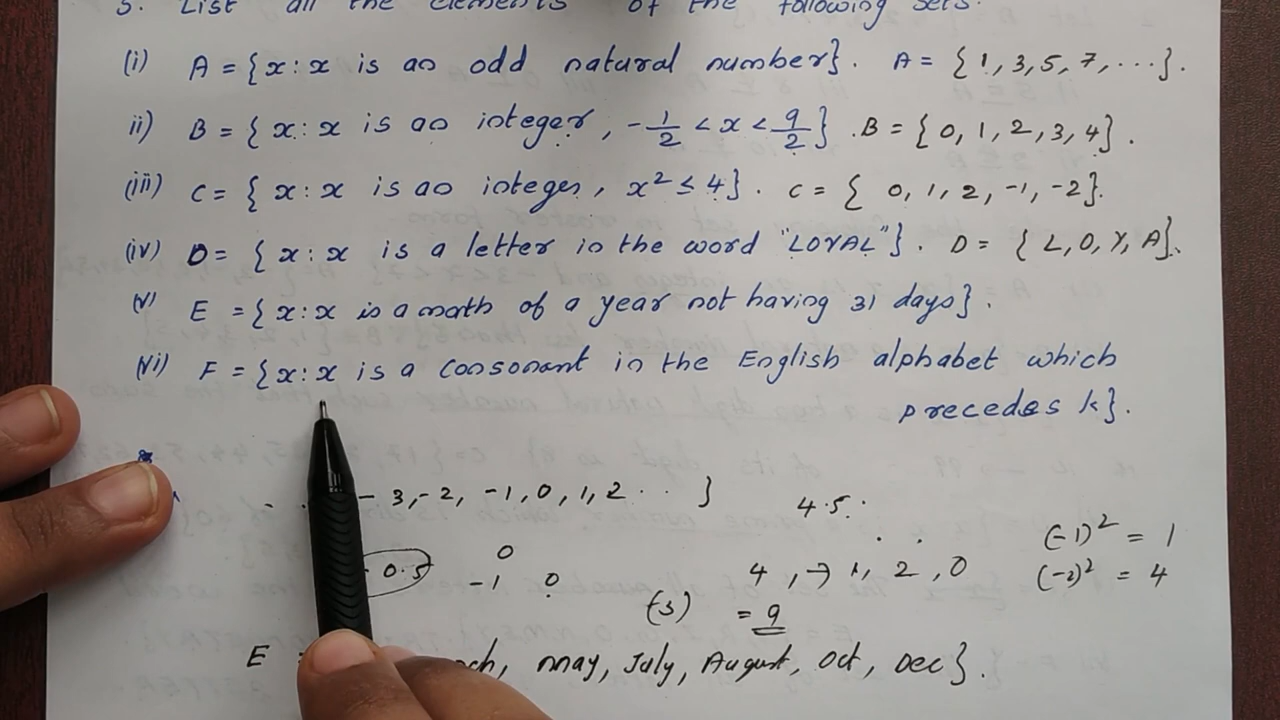 5. List all the elements of the following sets.
(i) A = {x : x is an odd natural number}. A = {1, 3, 5, 7, ...}.
ii) B = {x : x is an integer, -1/2 < x < 9/2}. B = {0, 1, 2, 3, 4}.
(iii) C = {x : x is an integer, x² ≤ 4}. C = { 0, 1, 2, -1, -2}.
(iv) D = {x : x is a letter in the word "LOYAL"}. D = {L, O, Y, A}.
(v) E = {x : x is a month of a year not having 31 days}.
(vi) F = {x : x is a consonant in the English alphabet which
precedes k}.
- 3, -2, -1, 0, 1, 2 .. } 4.5.
0 (-1)² = 1
0.5 -1 0 4, → 1, 2, 0 (-2)² = 4
(3) = 9
E may, July, August, Oct, Dec}.